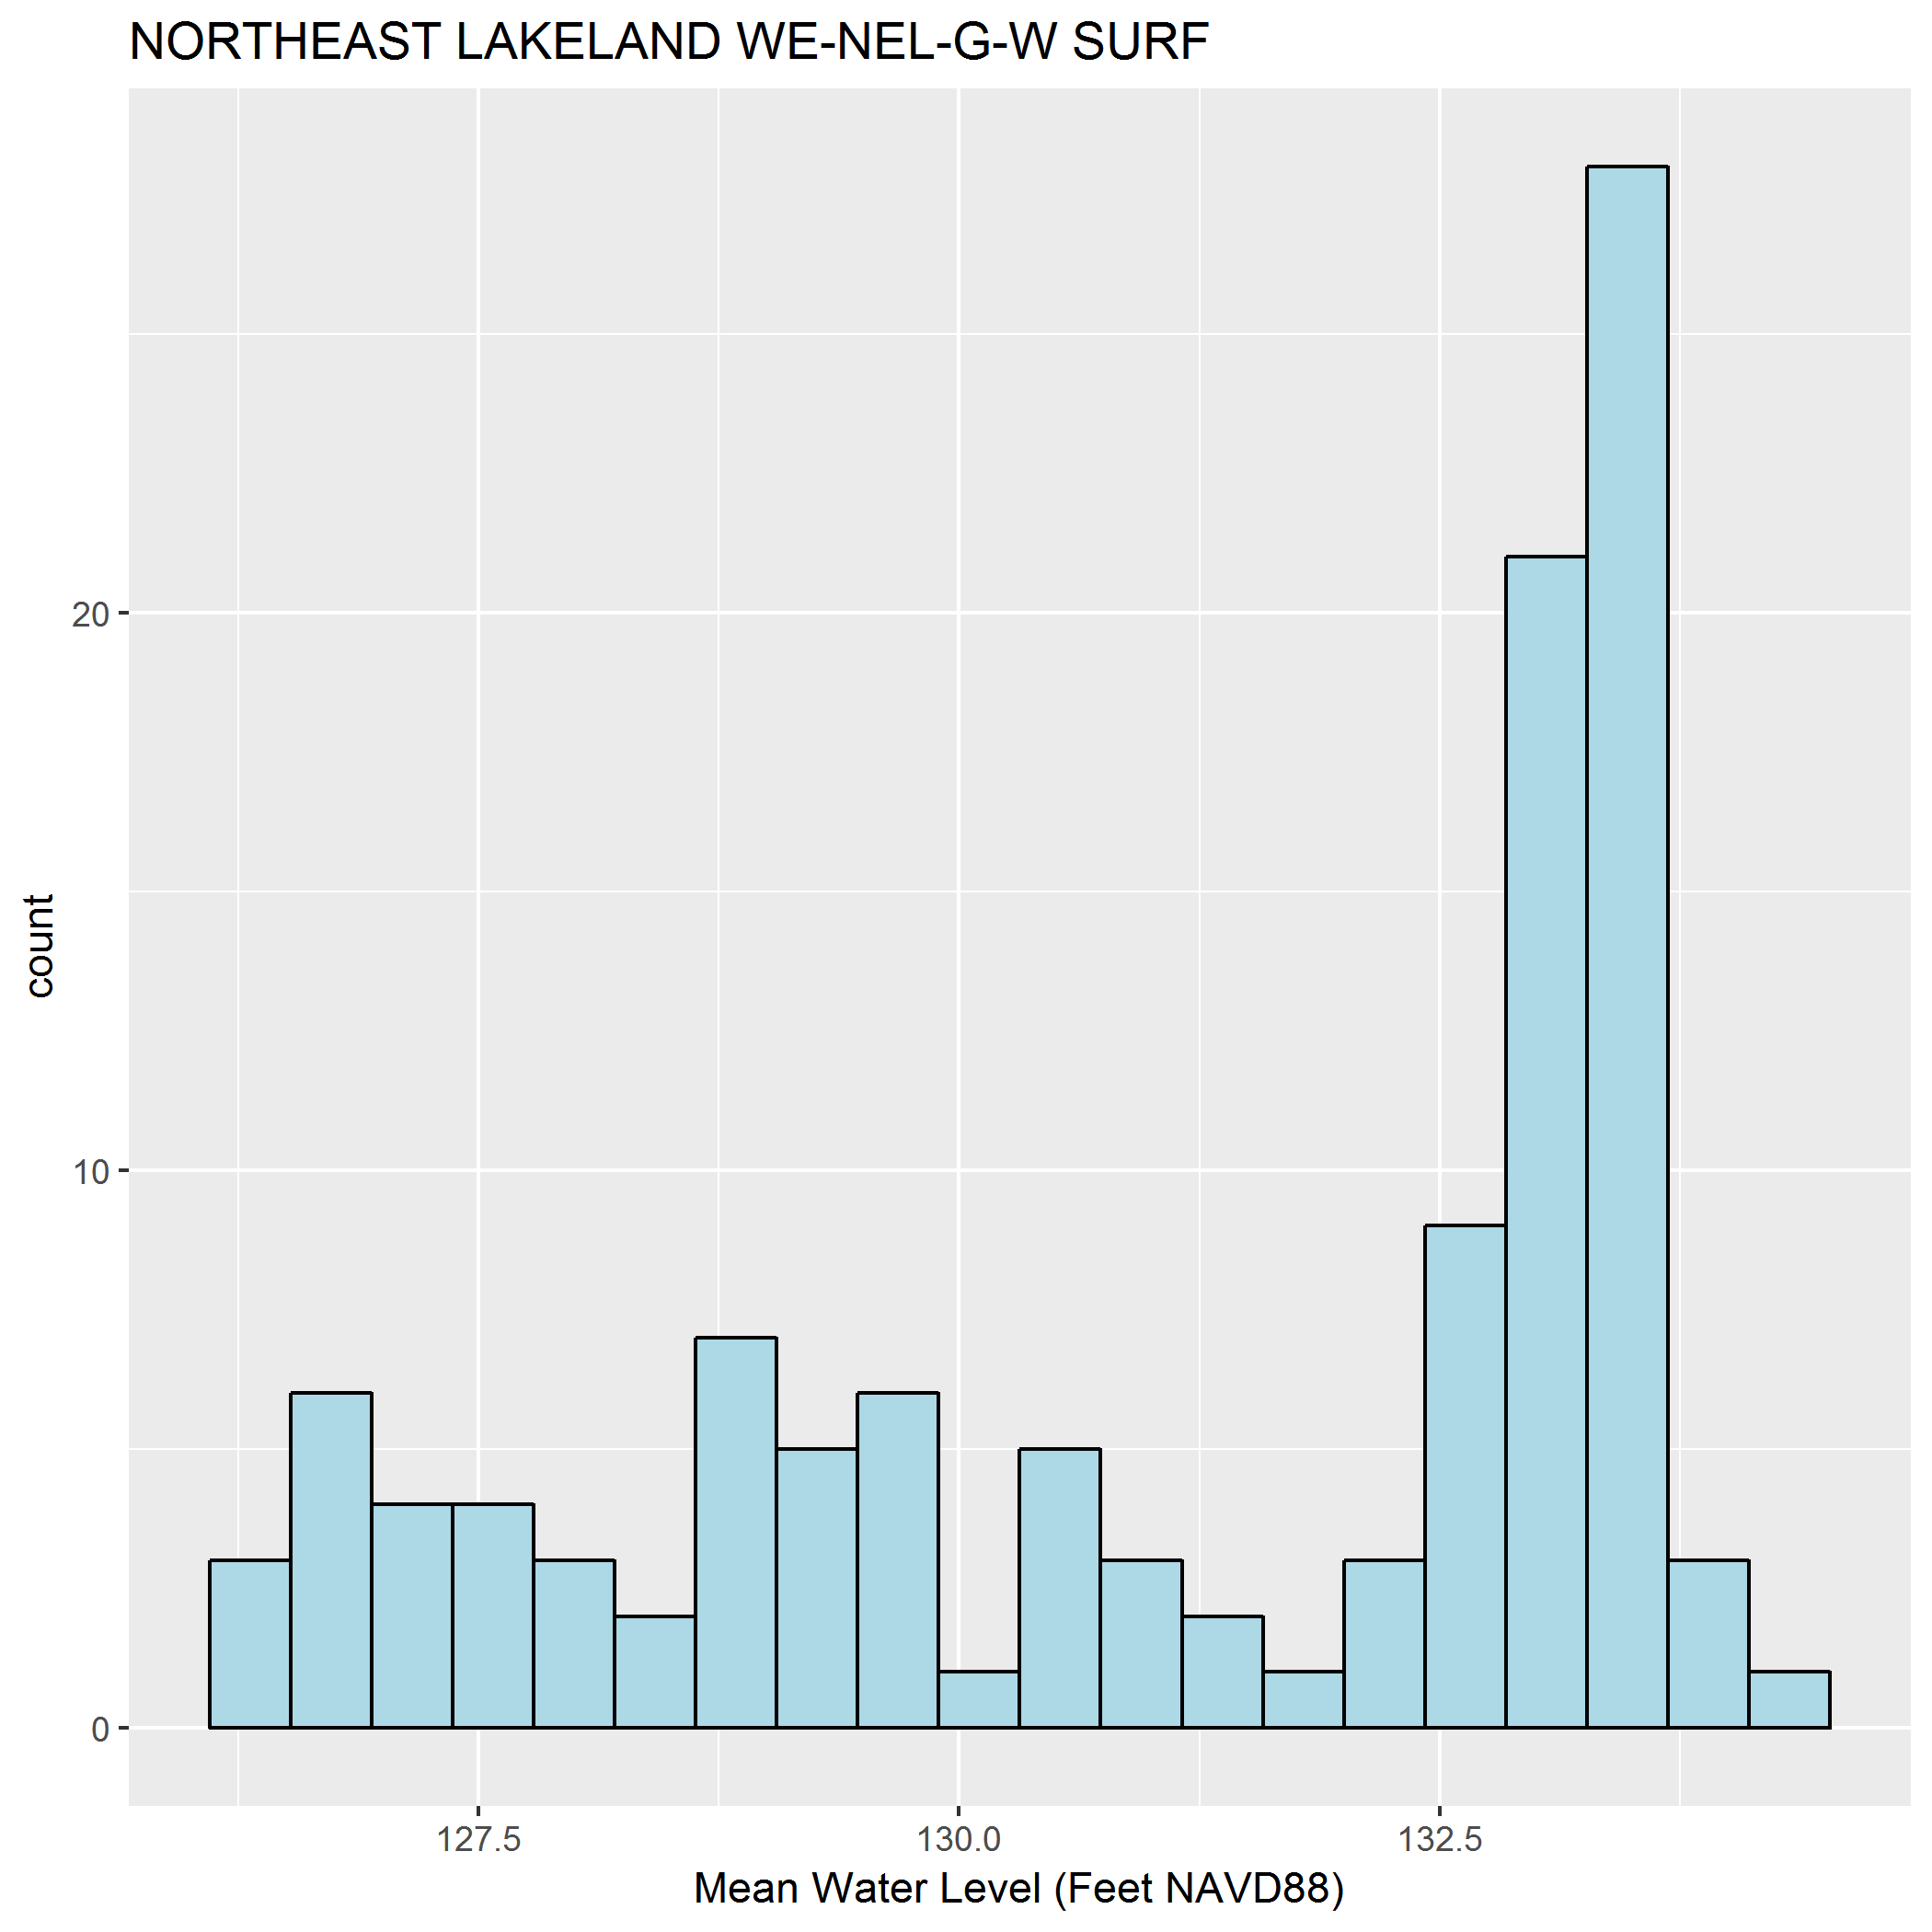 NORTHEAST LAKELAND WE-NEL-G-W SURF
count
20
10
0
127.5 130.0 132.5
Mean Water Level (Feet NAVD88)